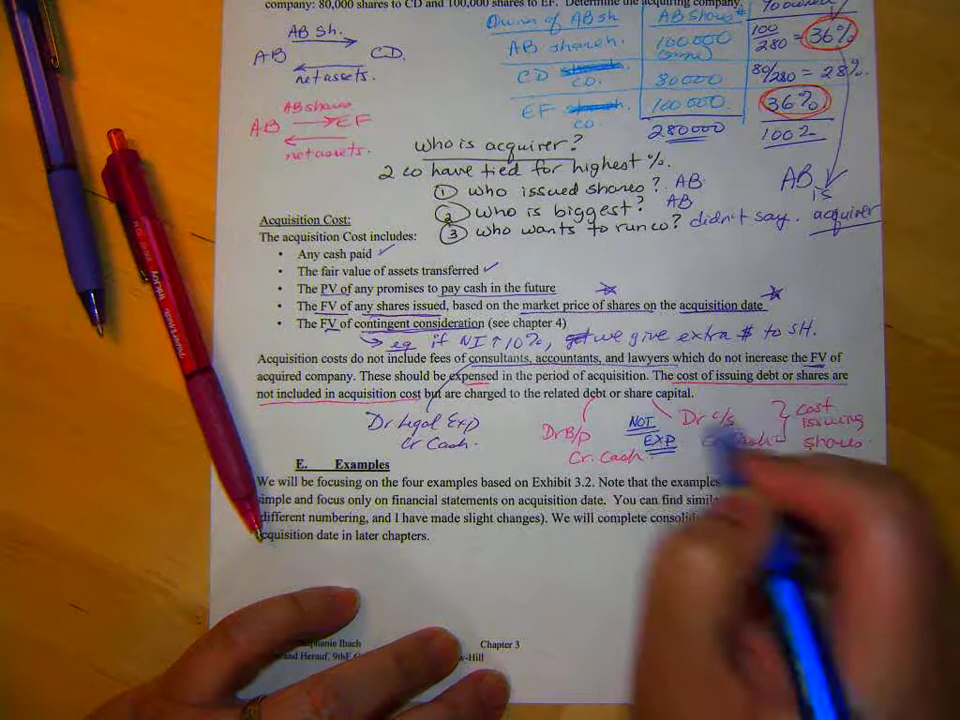 company: 80,000 shares to CD and 100,000 shares to EF. Determine the acquiring company.
Owner of AB sh
AB Shares #
% owned
AB Sh.
AB
CD.
net assets.
AB shareh.
100000
(same)
100/280 = 36%
CD
CO.
80000
80/280 = 28%.
EF
CO.
100000.
36%
280000
100%
AB shares
AB
EF
net assets.
who is acquirer?
2 co have tied for highest %.
① who issued shares? AB
② who is biggest? AB
③ who wants to run co? didn't say.
AB
is
acquirer
Acquisition Cost:
The acquisition Cost includes:
• Any cash paid ✓
• The fair value of assets transferred ✓
• The PV of any promises to pay cash in the future
• The FV of any shares issued, based on the market price of shares on the acquisition date
• The FV of contingent consideration (see chapter 4)
→ eg if NI ↑ 10%, we give extra $ to SH.
Acquisition costs do not include fees of consultants, accountants, and lawyers which do not increase the FV of
acquired company. These should be expensed in the period of acquisition. The cost of issuing debt or shares are
not included in acquisition cost but are charged to the related debt or share capital.
Dr Legal Exp
Cr Cash.
Dr B/p
Cr. Cash.
NOT
EXP
Dr C/S
Cash
cost
issuing
shares.
E. Examples
We will be focusing on the four examples based on Exhibit 3.2. Note that the examples
simple and focus only on financial statements on acquisition date. You can find
different numbering, and I have made slight changes). We will complete
acquisition date in later chapters.
Ibach
Chapter 3
and Herauf, 9th
-Hill